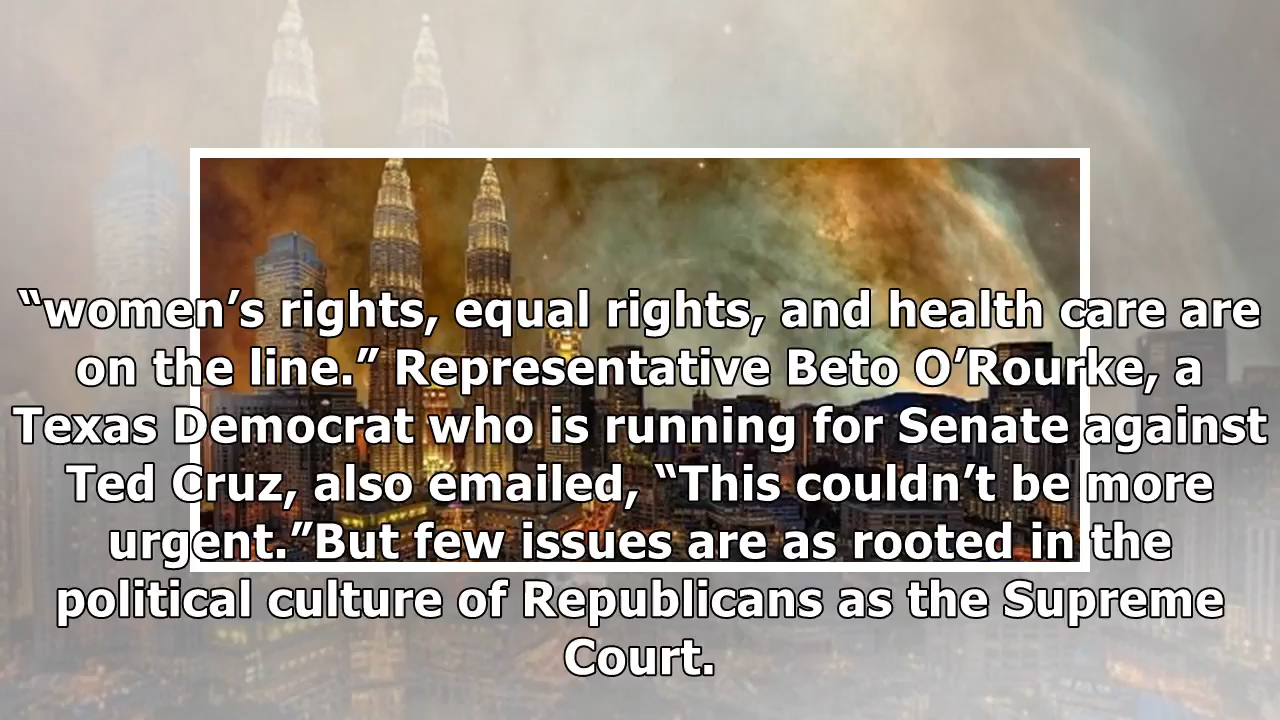 “women’s rights, equal rights, and health care are
on the line.” Representative Beto O’Rourke, a
Texas Democrat who is running for Senate against
Ted Cruz, also emailed, “This couldn’t be more
urgent.”But few issues are as rooted in the
political culture of Republicans as the Supreme
Court.